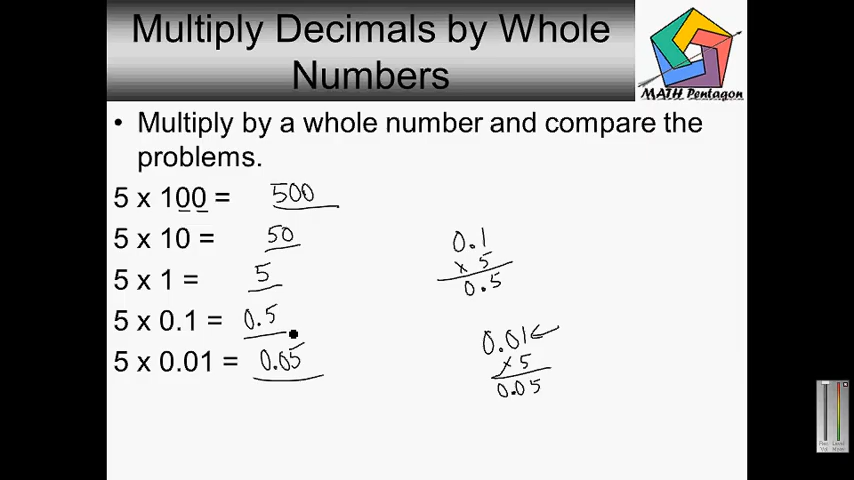 Multiply Decimals by Whole
Numbers
MATH Pentagon
• Multiply by a whole number and compare the
problems.
5 x 100 = 500
5 x 10 = 50
5 x 1 = 5
5 x 0.1 = 0.5
5 x 0.01 = 0.05
0.1
x 5
0.5
0.01
x 5
0.05